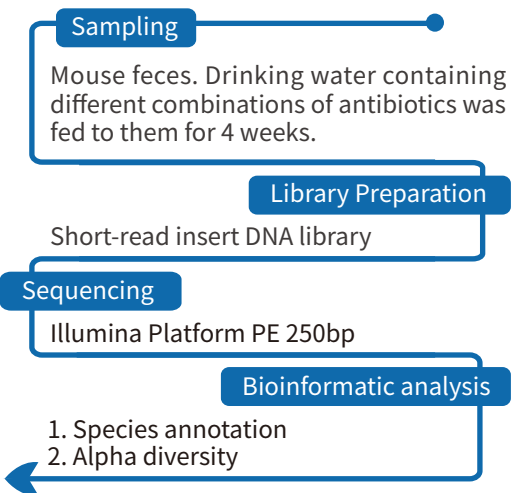 Sampling
Mouse feces. Drinking water containing
different combinations of antibiotics was
fed to them for 4 weeks.
Library Preparation
Short-read insert DNA library
Sequencing
Illumina Platform PE 250bp
Bioinformatic analysis
1. Species annotation
2. Alpha diversity